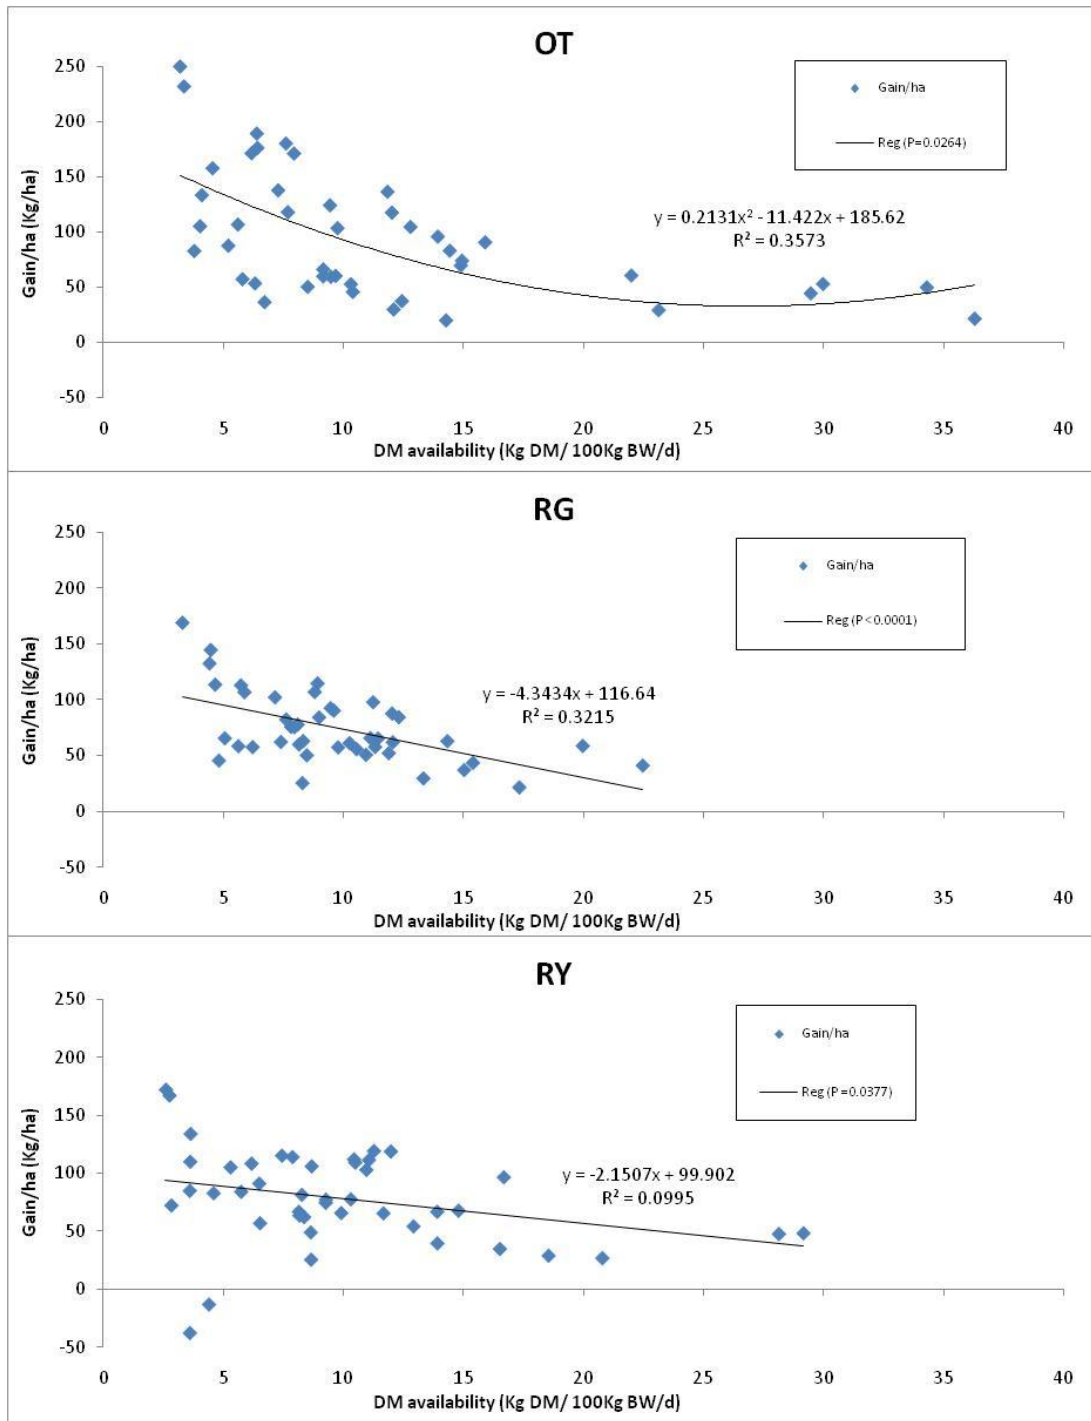 OT
250
200
150
100
50
0
-50
Gain/ha (Kg/ha)
Gain/ha
Reg (P=0.0264)
y = 0.2131x² - 11.422x + 185.62
R² = 0.3573
0 5 10 15 20 25 30 35 40
DM availability (Kg DM/ 100Kg BW/d)
RG
250
200
150
100
50
0
-50
Gain/ha (Kg/ha)
Gain/ha
Reg (P<0.0001)
y = -4.3434x + 116.64
R² = 0.3215
0 5 10 15 20 25 30 35 40
DM availability (Kg DM/ 100Kg BW/d)
RY
250
200
150
100
50
0
-50
Gain/ha (Kg/ha)
Gain/ha
Reg (P=0.0377)
y = -2.1507x + 99.902
R² = 0.0995
0 5 10 15 20 25 30 35 40
DM availability (Kg DM/ 100Kg BW/d)